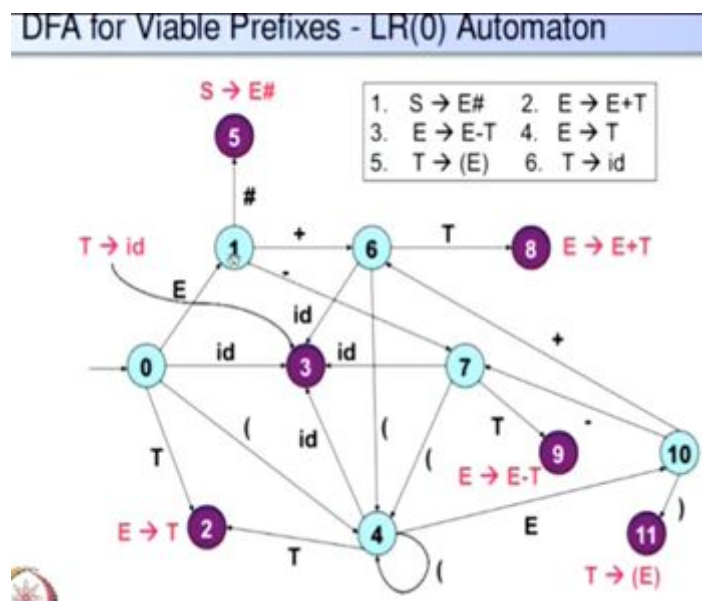 DFA for Viable Prefixes - LR(0) Automaton
S → E#
1. S → E# 2. E → E+T
3. E → E-T 4. E → T
5. T → (E) 6. T → id
5
#
T → id
1
+
6
T
8
E → E+T
E
-
id
+
0
id
3
id
7
(
id
(
(
T
-
T
9
10
E → E-T
E → T
2
4
E
)
11
T
(
T → (E)